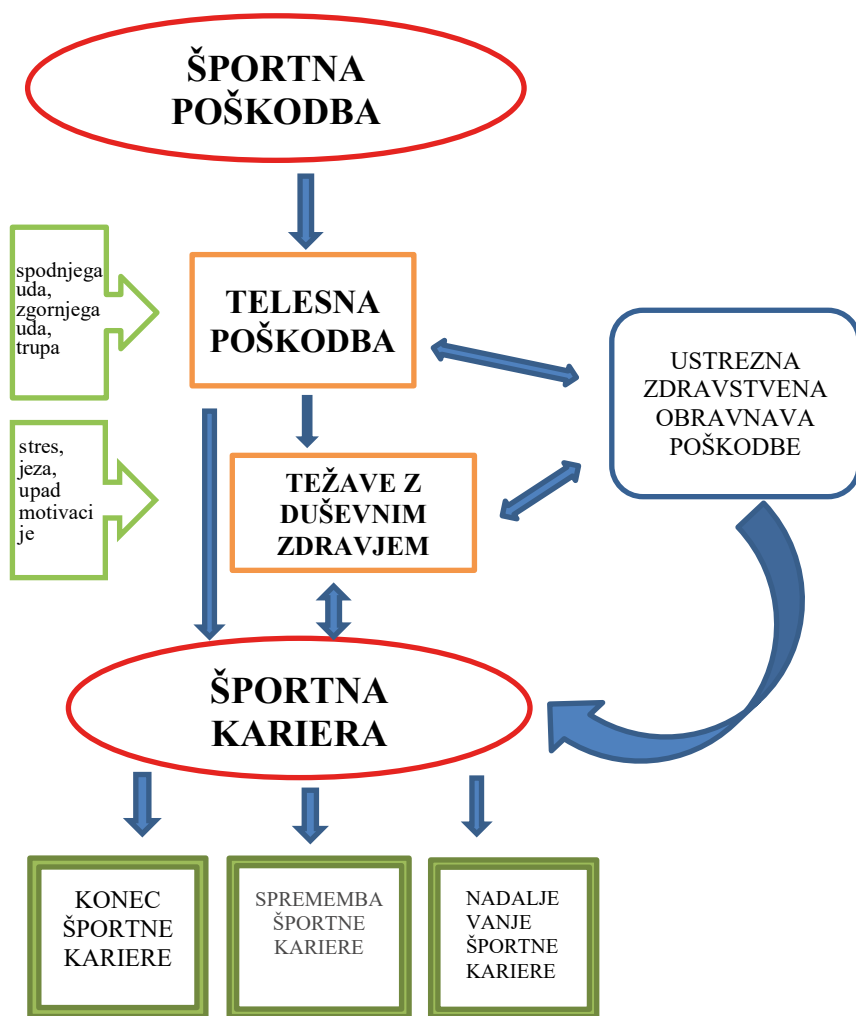 ŠPORTNA
POŠKODBA
spodnjega
uda,
zgornjega
uda,
trupa
TELESNA
POŠKODBA
USTREZNA
ZDRAVSTVENA
OBRAVNAVA
POŠKODBE
stres,
jeza,
upad
motivaci
je
TEŽAVE Z
DUŠEVNIM
ZDRAVJEM
ŠPORTNA
KARIERA
KONEC
ŠPORTNE
KARIERE
SPREMEMBA
ŠPORTNE
KARIERE
NADALJE
VANJE
ŠPORTNE
KARIERE